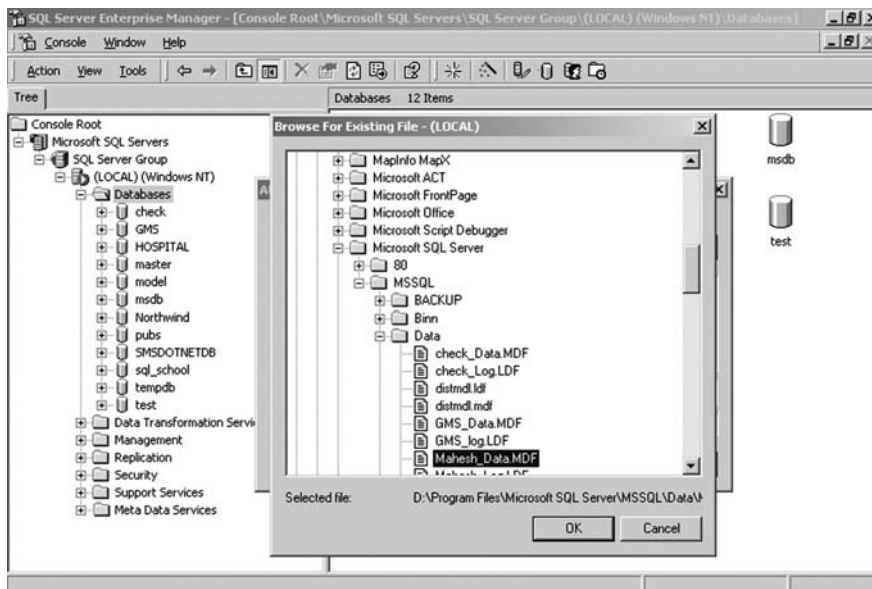 SQL Server Enterprise Manager - [Console Root\Microsoft SQL Servers\SQL Server Group\(LOCAL) (Windows NT)\Databases]
Console Window Help
Action View Tools
Tree
Databases 12 Items
Console Root
Microsoft SQL Servers
SQL Server Group
(LOCAL) (Windows NT)
Databases
check
GMS
HOSPITAL
master
model
msdb
Northwind
pubs
SMSDOTNETDB
sql_school
tempdb
test
Data Transformation Servi
Management
Replication
Security
Support Services
Meta Data Services
Browse For Existing File - (LOCAL)
MapInfo MapX
Microsoft ACT
Microsoft FrontPage
Microsoft Office
Microsoft Script Debugger
Microsoft SQL Server
80
MSSQL
BACKUP
Binn
Data
check_Data.MDF
check_Log.LDF
distmdl.ldf
distmdl.mdf
GMS_Data.MDF
GMS_log.LDF
Mahesh_Data.MDF
Mahesh_Log.LDF
Selected file: D:\Program Files\Microsoft SQL Server\MSSQL\Data\
OK Cancel
msdb
test